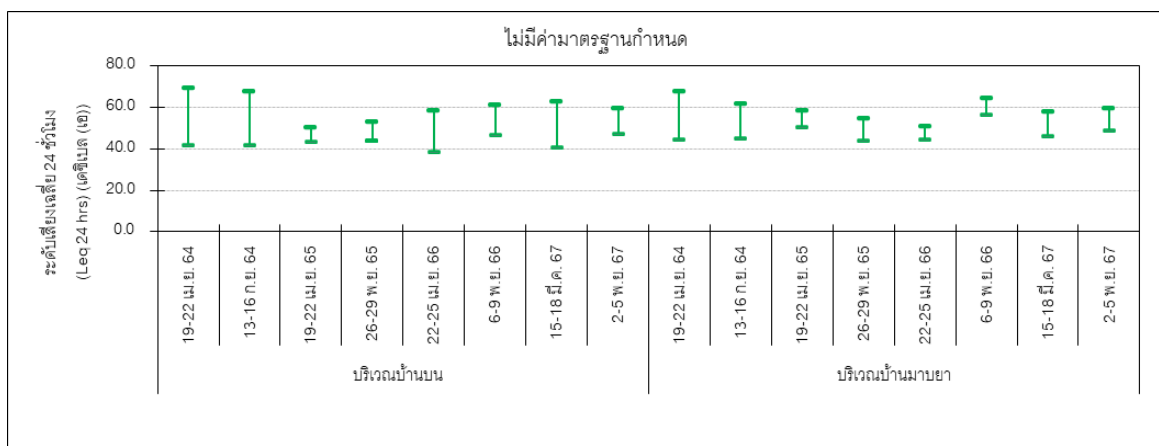 ไม่มีค่ามาตรฐานกำหนด
ระดับเสียงเฉลี่ย 24 ชั่วโมง
(Leq 24 hrs) (เดซิเบล (เอ))
80.0
60.0
40.0
20.0
0.0
19-22 เม.ย. 64
13-16 ก.ย. 64
19-22 เม.ย. 65
26-29 พ.ย. 65
22-25 เม.ย. 66
6-9 พ.ย. 66
15-18 มี.ค. 67
2-5 พ.ย. 67
19-22 เม.ย. 64
13-16 ก.ย. 64
19-22 เม.ย. 65
26-29 พ.ย. 65
22-25 เม.ย. 66
6-9 พ.ย. 66
15-18 มี.ค. 67
2-5 พ.ย. 67
บริเวณบ้านบน
บริเวณบ้านมาบยา